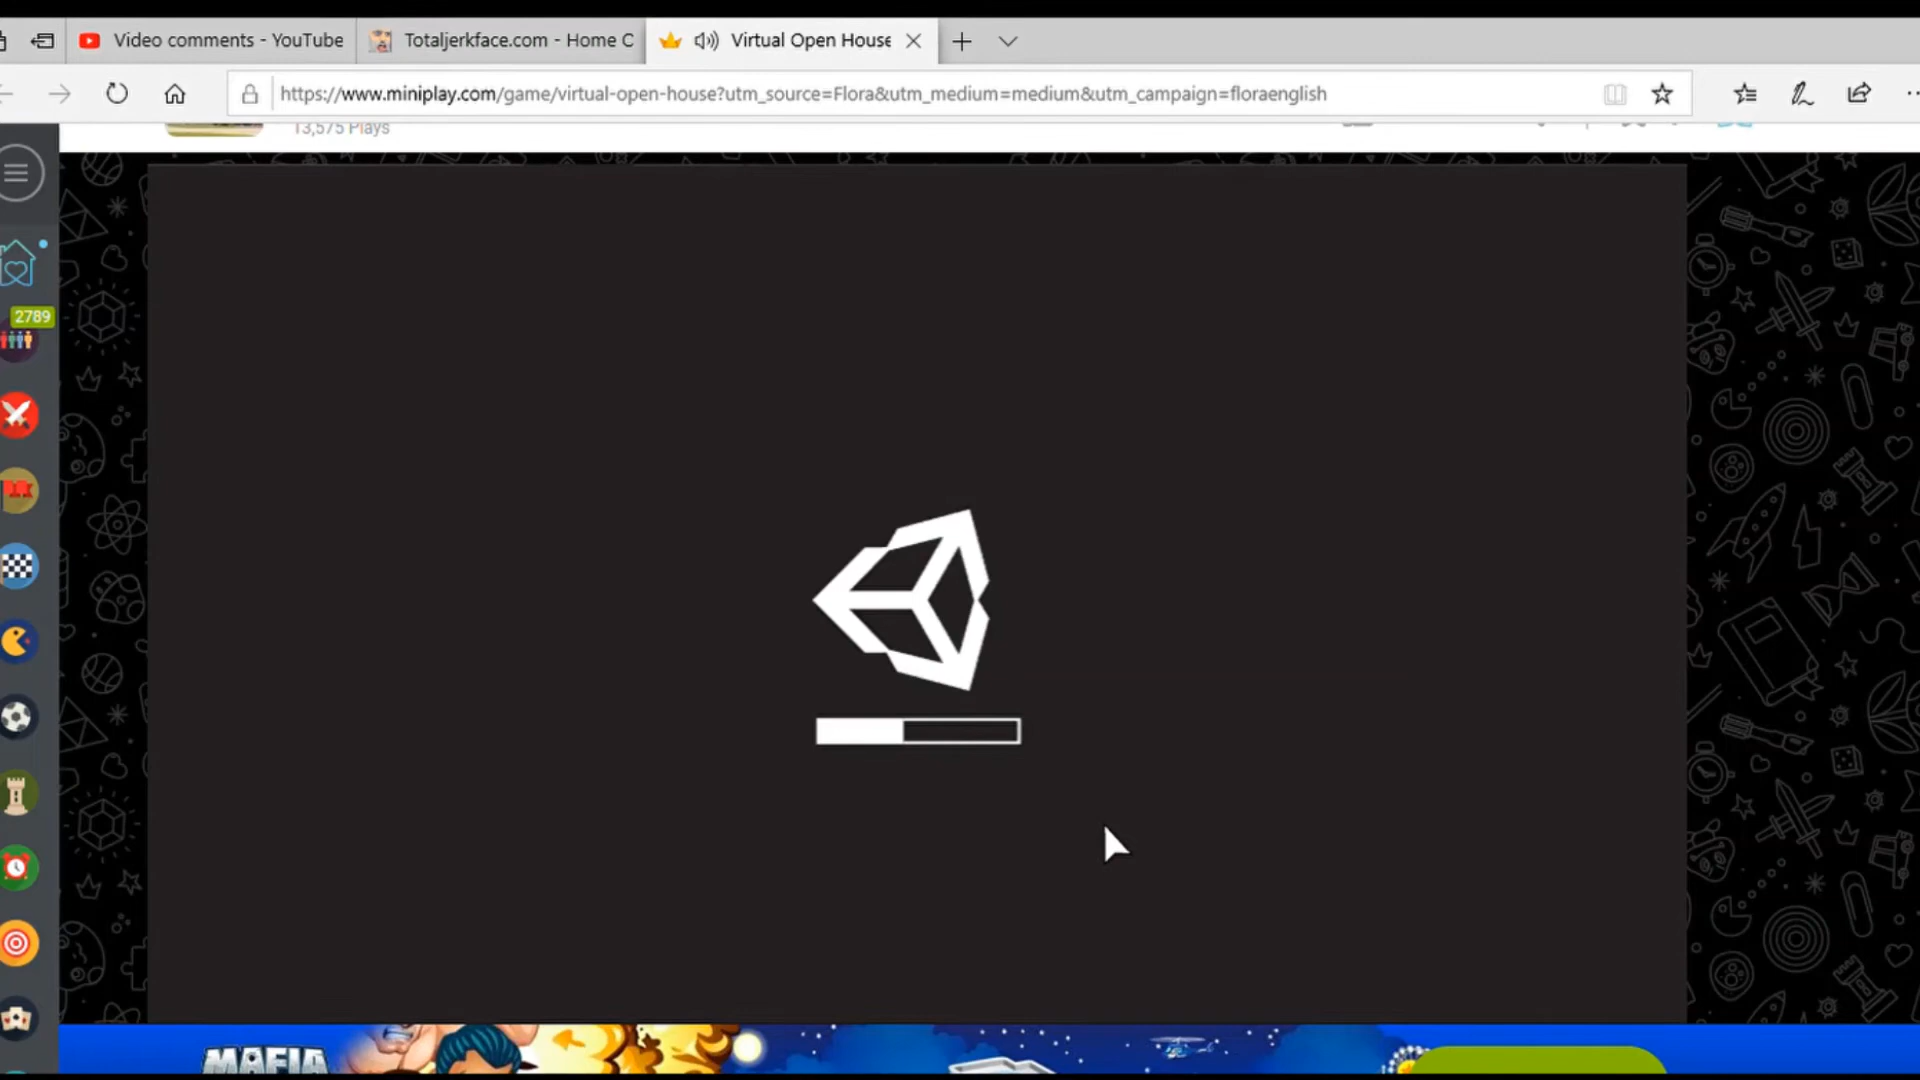 Video comments - YouTube
Totaljerkface.com - Home C
Virtual Open House
https://www.miniplay.com/game/virtual-open-house?utm_source=Flora&utm_medium=medium&utm_campaign=floraenglish
13,575 Plays
2789
MAFIA